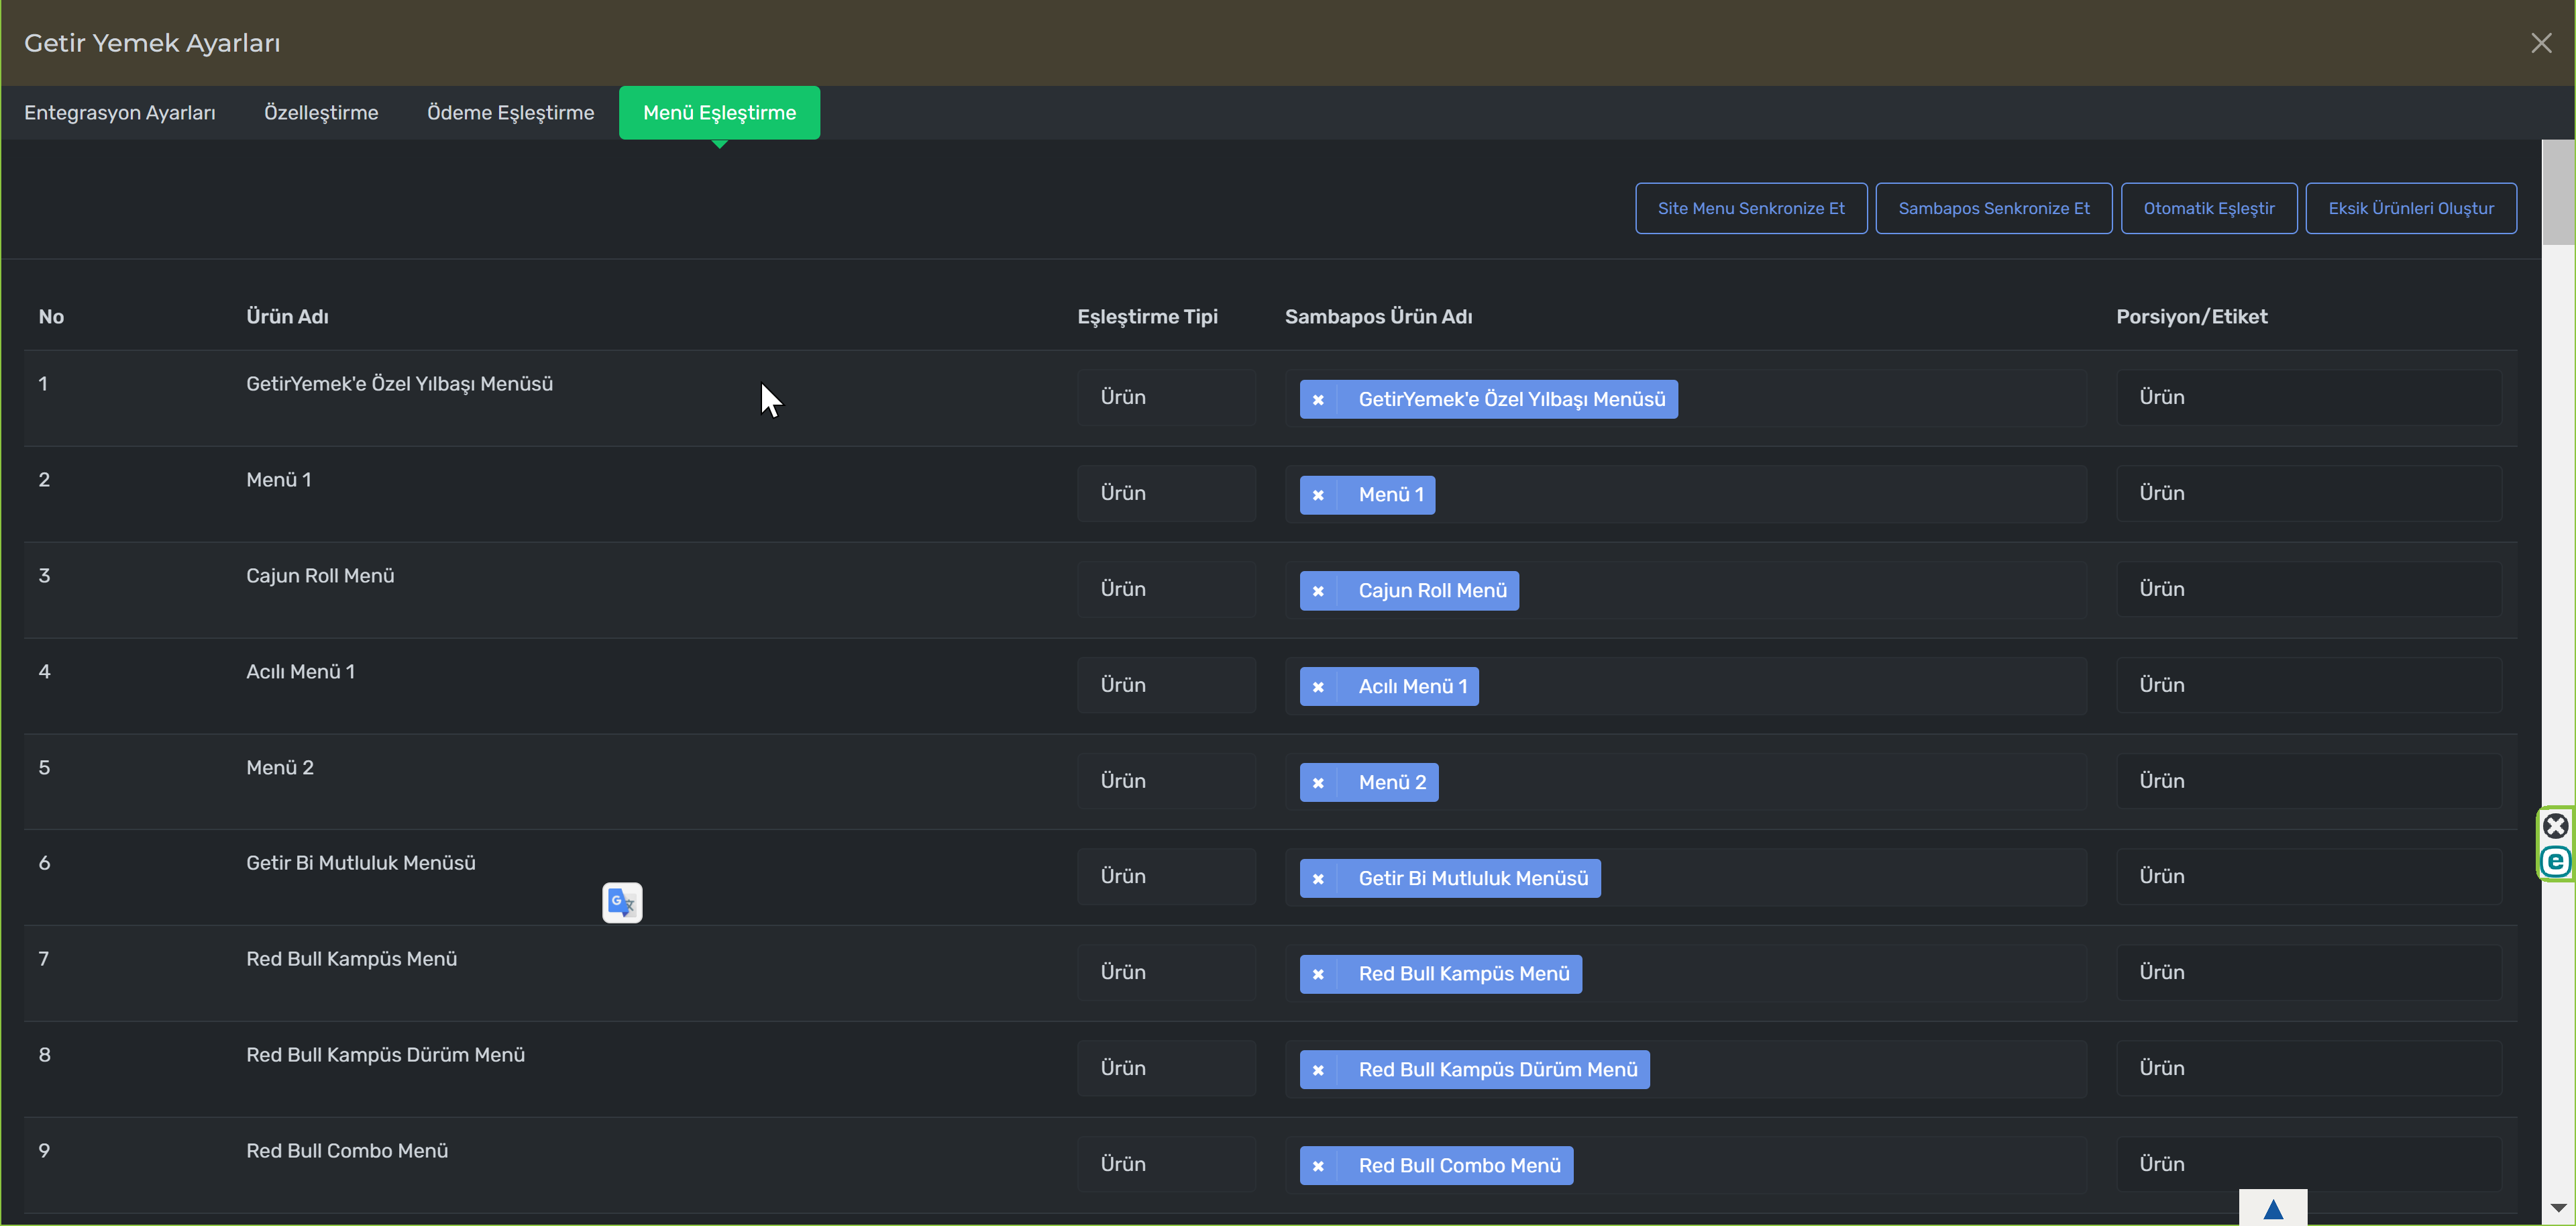 Getir Yemek Ayarları
Entegrasyon Ayarları Özelleştirme Ödeme Eşleştirme Menü Eşleştirme
Site Menu Senkronize Et Sambapos Senkronize Et Otomatik Eşleştir Eksik Ürünleri Oluştur
No Ürün Adı Eşleştirme Tipi Sambapos Ürün Adı Porsiyon/Etiket
1 GetirYemek'e Özel Yılbaşı Menüsü Ürün GetirYemek'e Özel Yılbaşı Menüsü Ürün
2 Menü 1 Ürün Menü 1 Ürün
3 Cajun Roll Menü Ürün Cajun Roll Menü Ürün
4 Acılı Menü 1 Ürün Acılı Menü 1 Ürün
5 Menü 2 Ürün Menü 2 Ürün
6 Getir Bi Mutluluk Menüsü Ürün Getir Bi Mutluluk Menüsü Ürün
7 Red Bull Kampüs Menü Ürün Red Bull Kampüs Menü Ürün
8 Red Bull Kampüs Dürüm Menü Ürün Red Bull Kampüs Dürüm Menü Ürün
9 Red Bull Combo Menü Ürün Red Bull Combo Menü Ürün